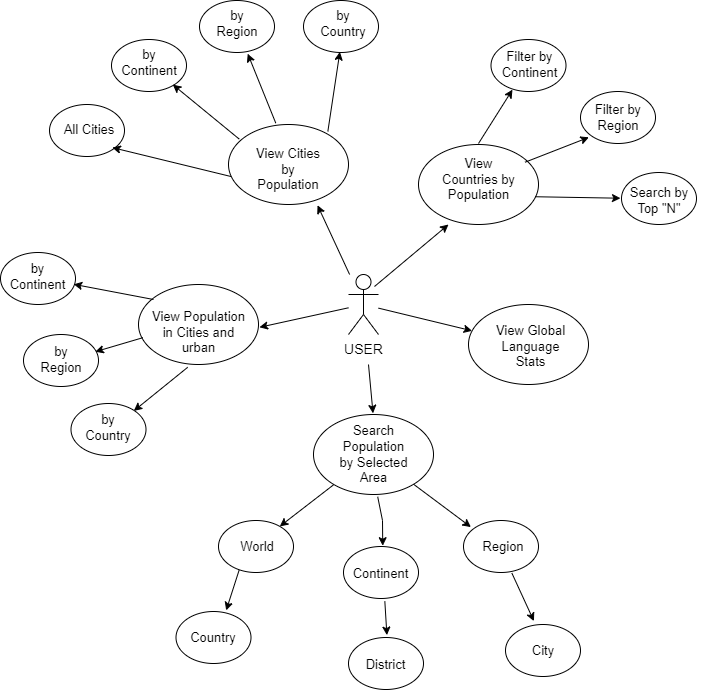 by
Region
by
Country
by
Continent
Filter by
Continent
All Cities
Filter by
Region
View Cities
by
Population
View
Countries by
Population
Search by
Top "N"
by
Continent
View Population
in Cities and
urban
USER
View Global
Language
Stats
by
Region
by
Country
Search
Population
by Selected
Area
World
Continent
Region
Country
District
City